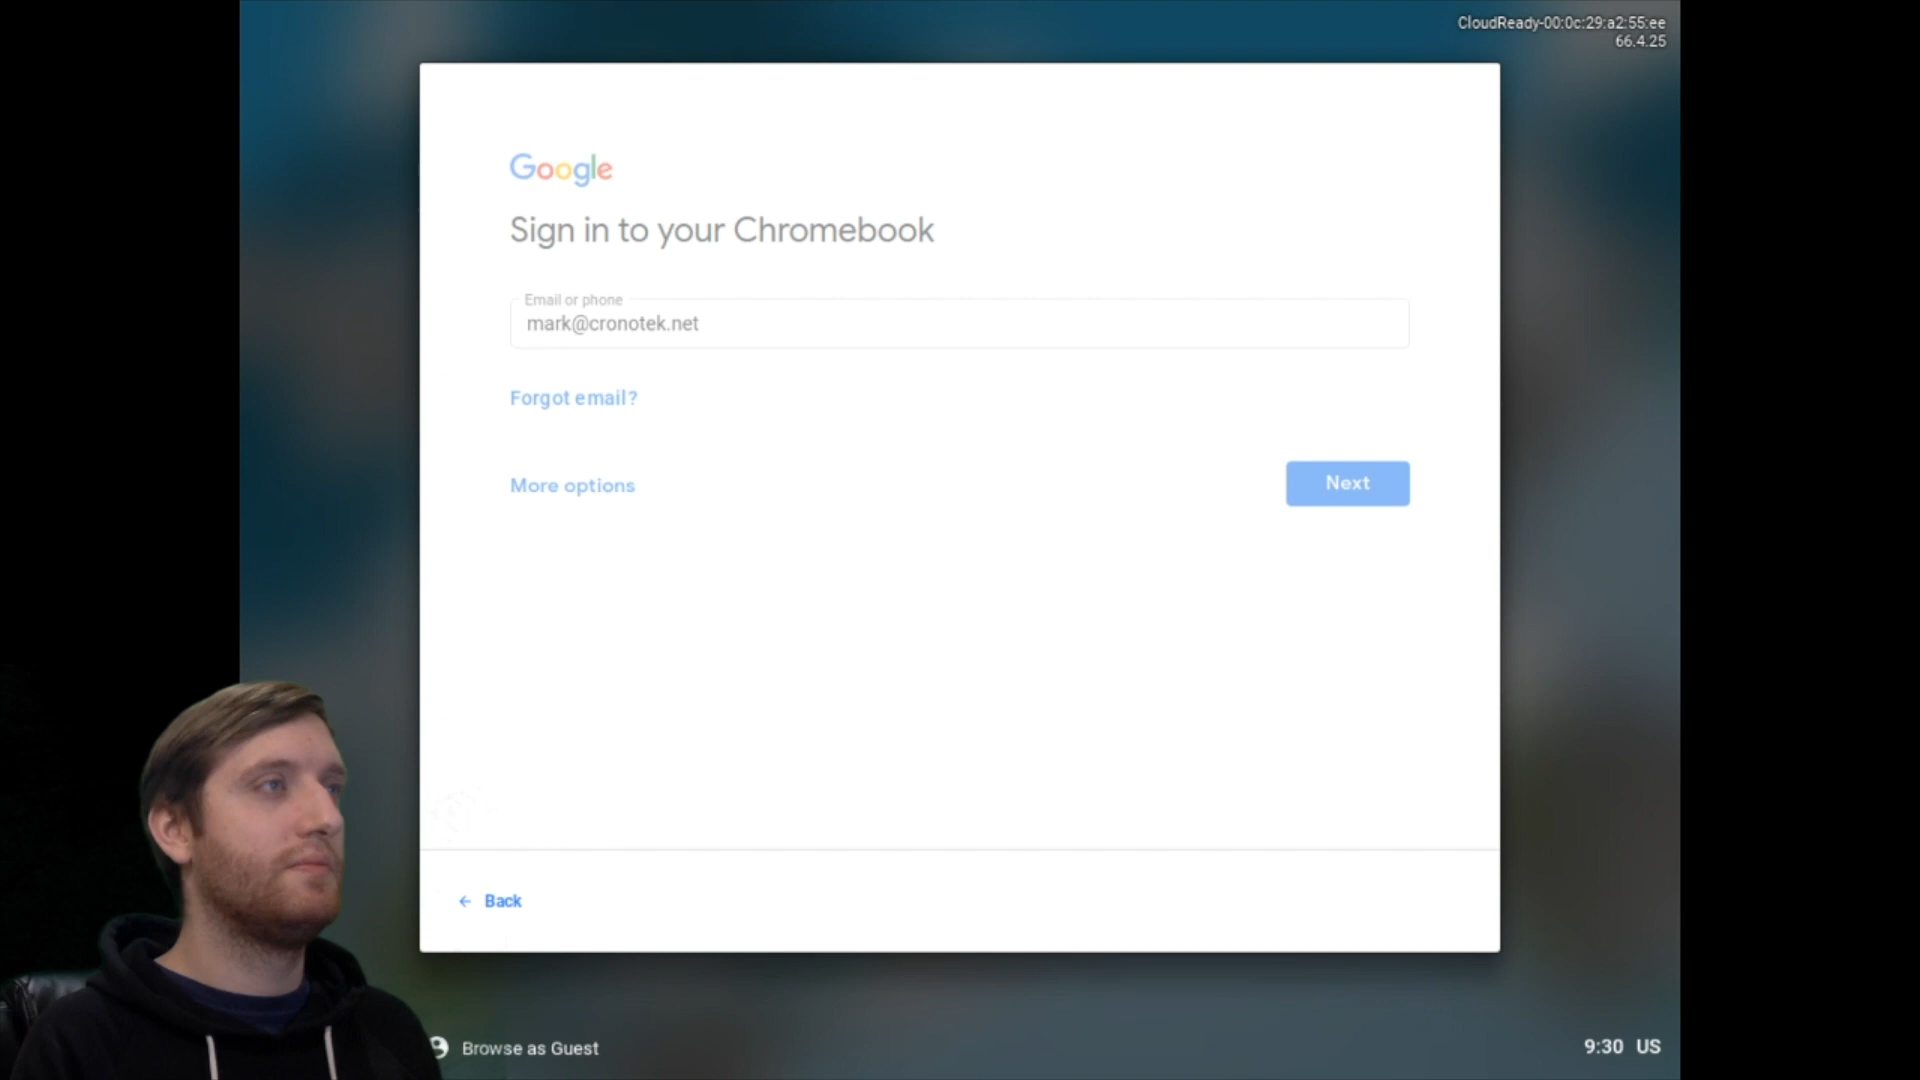 CloudReady-00:0c:29:a2:55:ee
66.4.25
Google
Sign in to your Chromebook
Email or phone
mark@cronotek.net
Forgot email?
More options
Next
Back
Browse as Guest
9:30 US